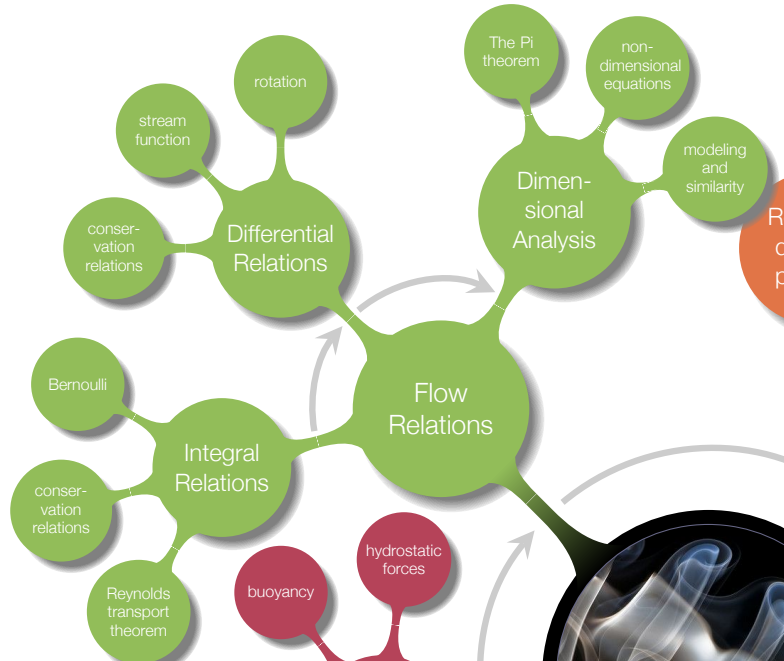 The Pi
theorem
non-
dimensional
equations
rotation
stream
function
modeling
and
similarity
Dimen-
sional
Analysis
conser-
vation
relations
Differential
Relations
Flow
Relations
Bernoulli
Integral
Relations
conser-
vation
relations
Reynolds
transport
theorem
hydrostatic
forces
buoyancy